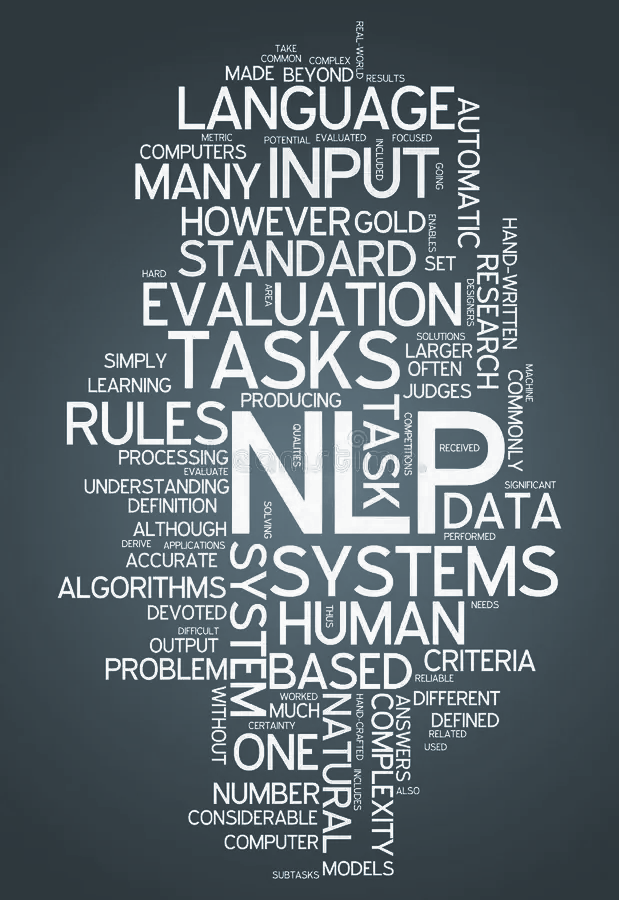 REAL-WORLD
TAKE
COMMON
COMPLEX
MADE BEYOND RESULTS
LANGUAGE
AUTOMATIC
METRIC
POTENTIAL EVALUATED FOCUSED
COMPUTERS
INCLUDED
MANY INPUT
GOING
HOWEVER GOLD
ENABLES
HAND-WRITTEN
STANDARD SET
RESEARCH
HARD
AREA
DESIGNERS
EVALUATION
SOLUTIONS
TASKS
LARGER
SIMPLY
OFTEN
MACHINE
LEARNING
JUDGES
COMMONLY
PRODUCING
TASK
RULES
NLP
QUALITIES
COMPETITIONS
RECEIVED
PROCESSING
dreamstime
EVALUATE
UNDERSTANDING
SIGNIFICANT
DEFINITION
SOLVING
DATA
ALTHOUGH
PERFORMED
DERIVE APPLICATIONS
ACCURATE
SYSTEM
SYSTEMS
ALGORITHMS
NEEDS
DEVOTED
THUS
HUMAN
DIFFICULT
OUTPUT
CRITERIA
PROBLEM
BASED
RELIABLE
WITHOUT
WORKED
NATURAL
HAND-CRAFTED
COMPLEXITY
ANSWERS
DIFFERENT
MUCH
DEFINED
CERTAINTY
RELATED
ONE
USED
INCLUDES
NUMBER
ALSO
CONSIDERABLE
COMPUTER
MODELS
SUBTASKS